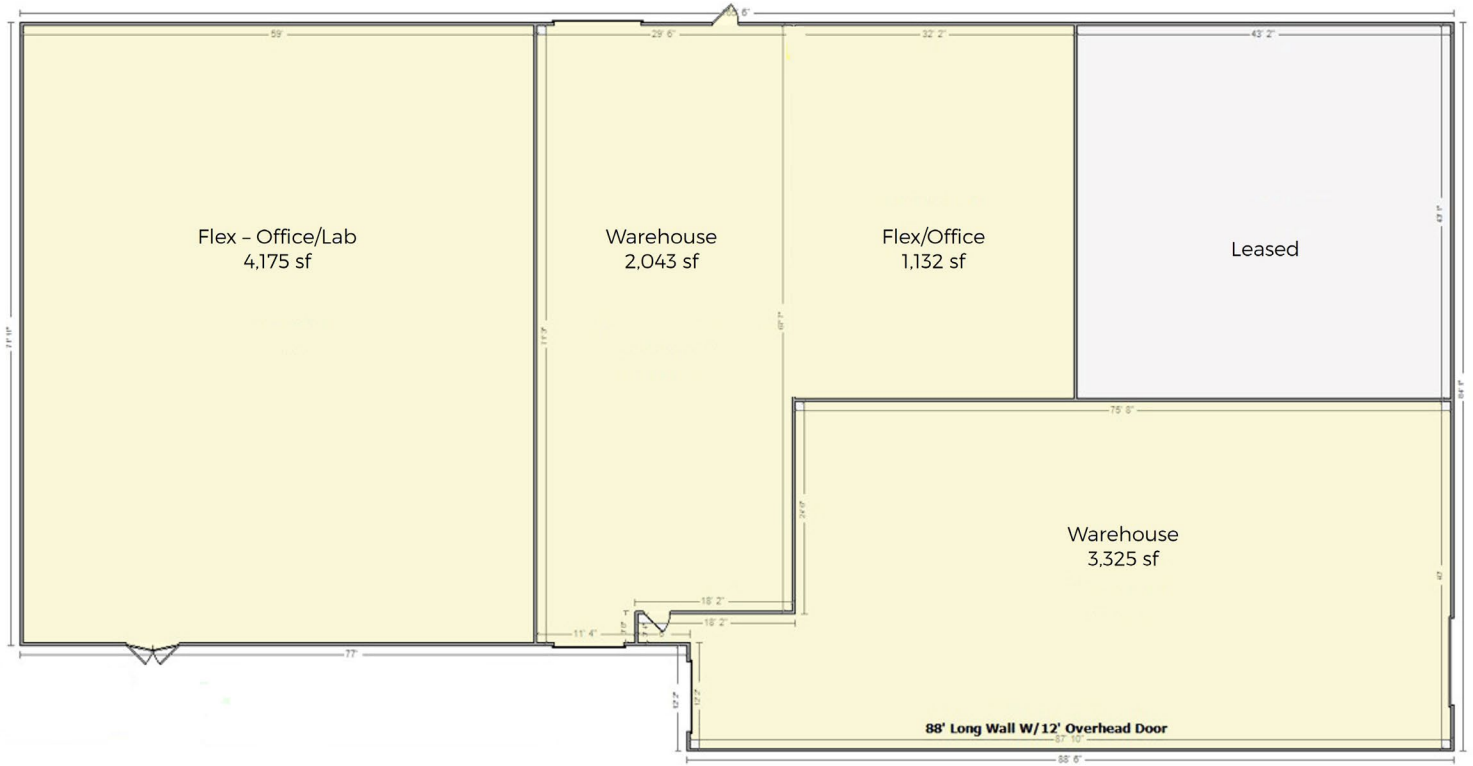 59'
29' 6"
32' 2"
43' 2"
Flex – Office/Lab
4,175 sf
Warehouse
2,043 sf
Flex/Office
1,132 sf
Leased
75' 8"
Warehouse
3,325 sf
18' 2"
18' 2"
11' 4"
77'
88' Long Wall W/12' Overhead Door
87' 10"
88' 6"